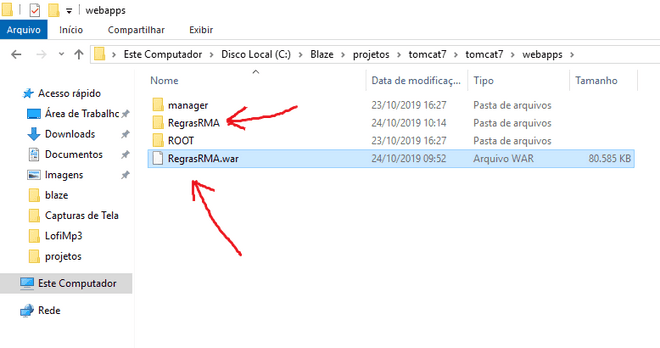 webapps
Arquivo Início Compartilhar Exibir
Este Computador Disco Local (C:) Blaze projetos tomcat7 tomcat7 webapps
Nome Data de modificaç... Tipo Tamanho
Acesso rápido
Área de Trabalhc
Downloads
Documentos
Imagens
blaze
Capturas de Tela
LofiMp3
projetos
Este Computador
Rede
manager 23/10/2019 16:27 Pasta de arquivos
RegrasRMA 24/10/2019 10:14 Pasta de arquivos
ROOT 23/10/2019 16:27 Pasta de arquivos
RegrasRMA.war 24/10/2019 09:52 Arquivo WAR 80.585 KB